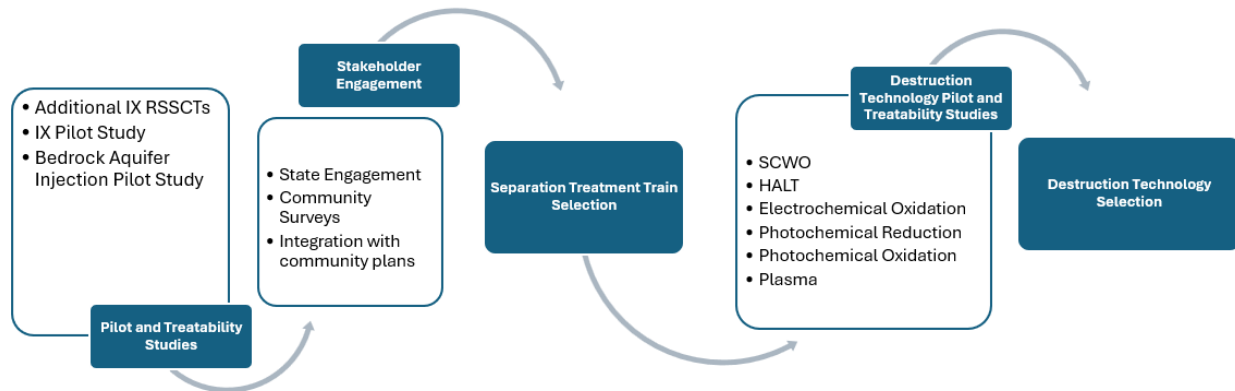 • Additional IX RSSCTs
• IX Pilot Study
• Bedrock Aquifer
Injection Pilot Study
Pilot and Treatability
Studies
Stakeholder
Engagement
• State Engagement
• Community
Surveys
• Integration with
community plans
Separation Treatment Train
Selection
Destruction
Technology Pilot and
Treatability Studies
• SCWO
• HALT
• Electrochemical Oxidation
• Photochemical Reduction
• Photochemical Oxidation
• Plasma
Destruction Technology
Selection